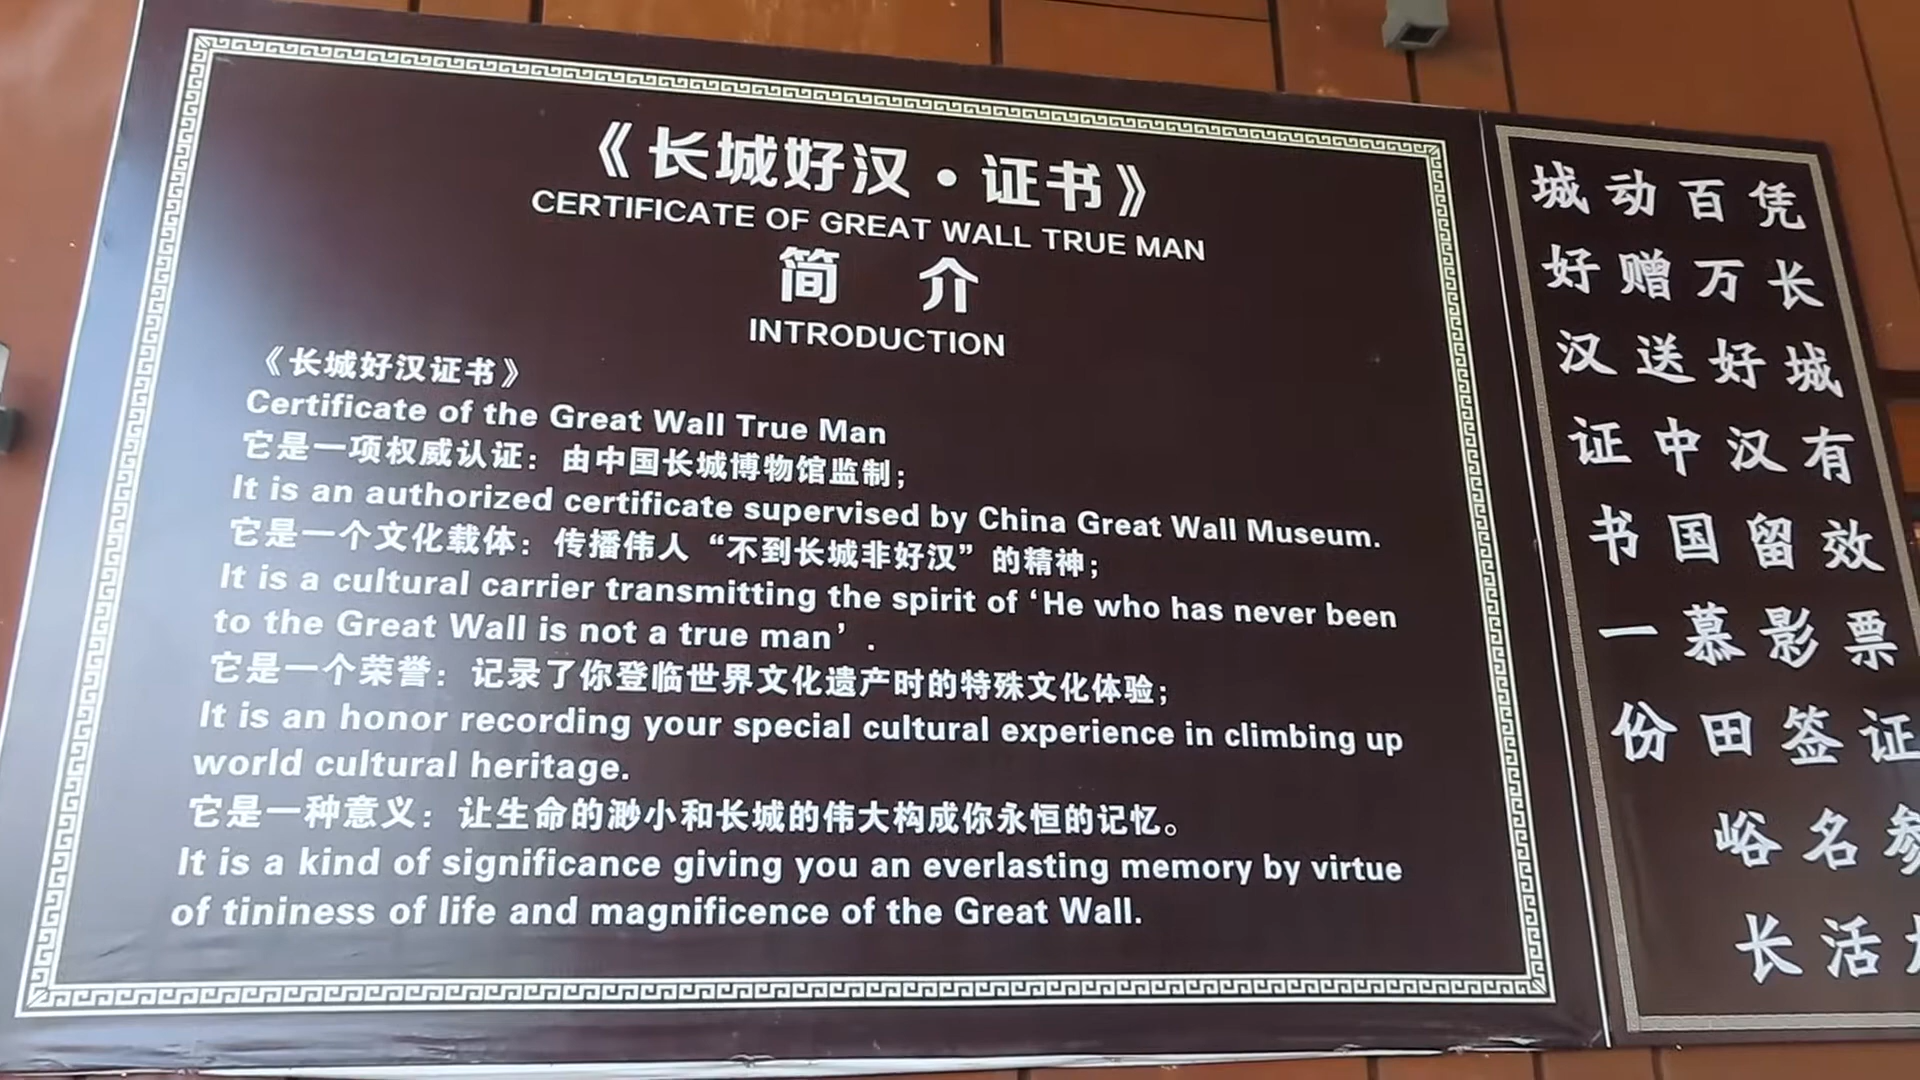 《长城好汉·证书》
CERTIFICATE OF GREAT WALL TRUE MAN
简 介
INTRODUCTION
《长城好汉证书》
Certificate of the Great Wall True Man
它是一项权威认证：由中国长城博物馆监制；
It is an authorized certificate supervised by China Great Wall Museum.
它是一个文化载体：传播伟人“不到长城非好汉”的精神；
It is a cultural carrier transmitting the spirit of ‘He who has never been
to the Great Wall is not a true man’ .
它是一个荣誉：记录了你登临世界文化遗产时的特殊文化体验；
It is an honor recording your special cultural experience in climbing up
world cultural heritage.
它是一种意义：让生命的渺小和长城的伟大构成你永恒的记忆。
It is a kind of significance giving you an everlasting memory by virtue
of tininess of life and magnificence of the Great Wall.
凭长城有效票证参
百万好汉留影签名活
动赠送中国慕田峪长
城好汉证书一份